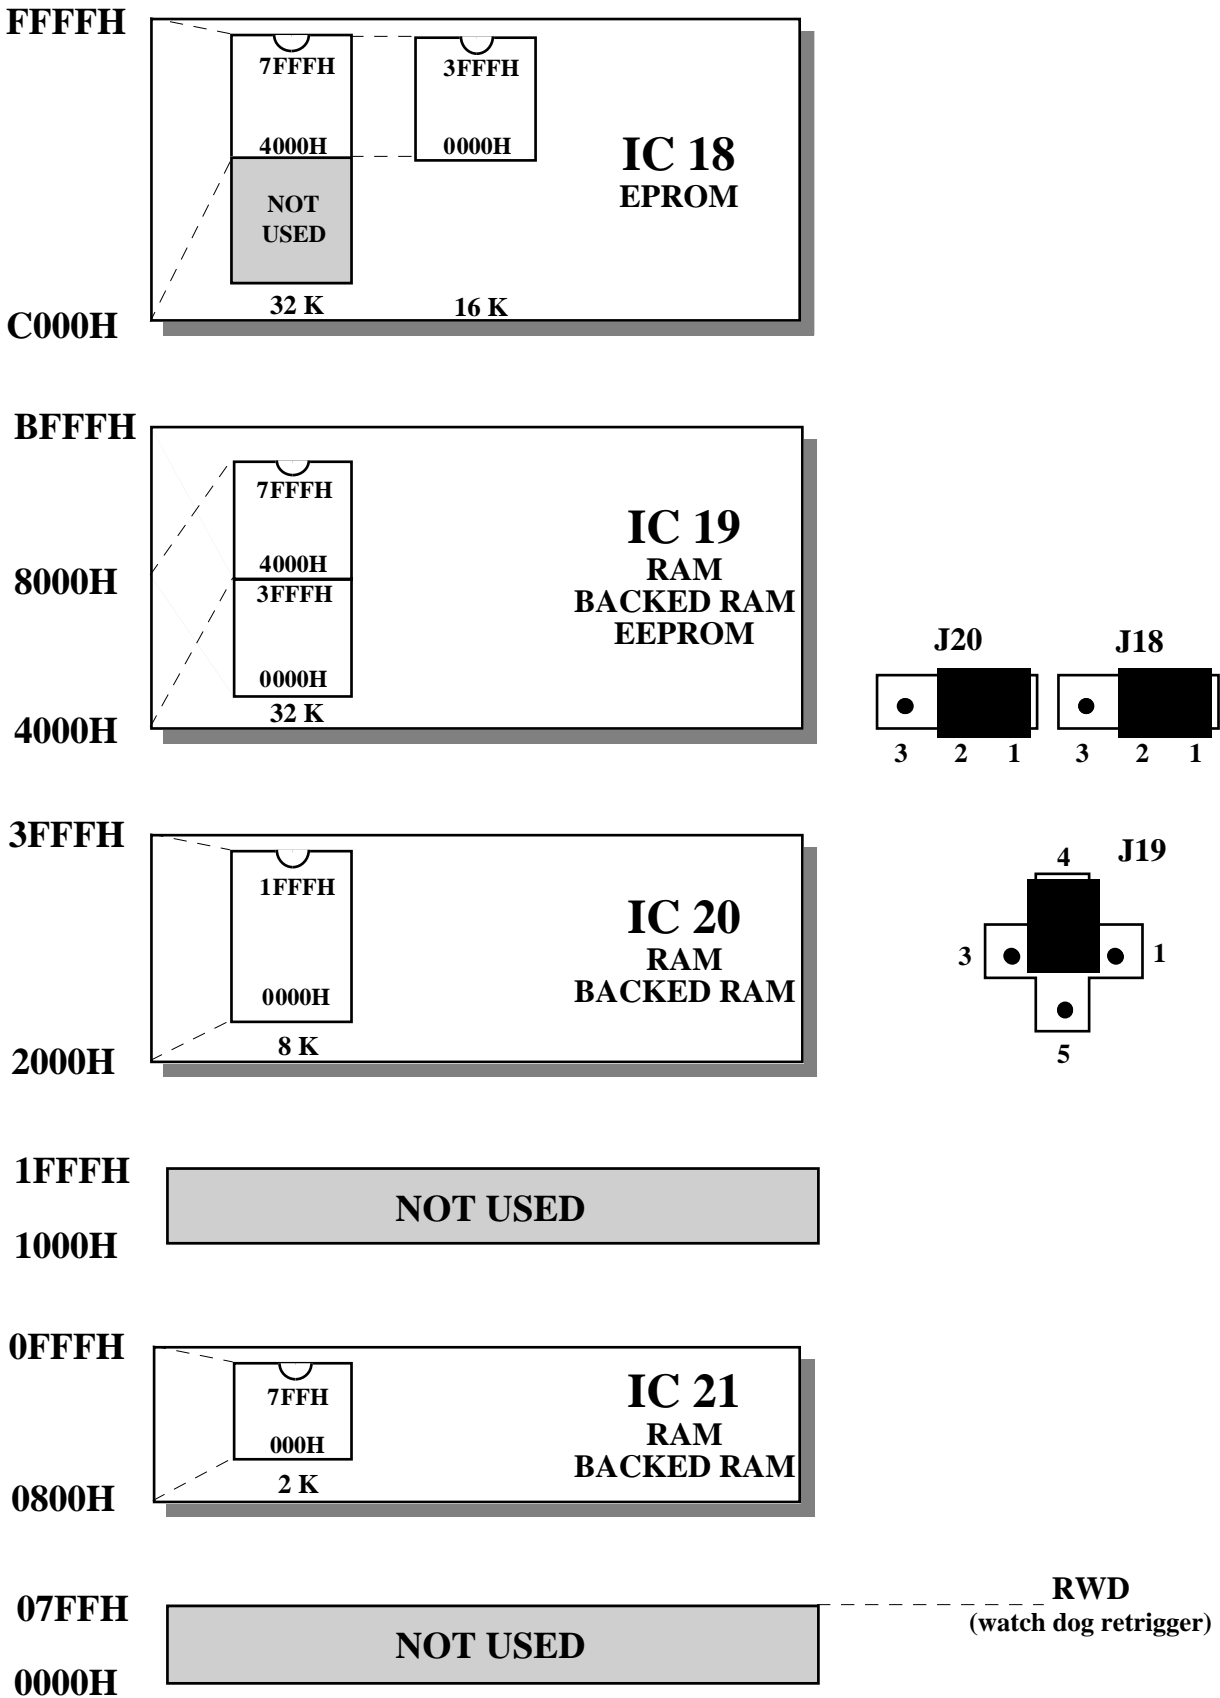 FFFFH
7FFFH
3FFFH
4000H
0000H
IC 18
EPROM
NOT
USED
32 K
16 K
C000H
BFFFH
7FFFH
4000H
3FFFH
0000H
32 K
IC 19
RAM
BACKED RAM
EEPROM
8000H
4000H
J20
J18
3 2 1
3 2 1
3FFFH
1FFFH
0000H
8 K
IC 20
RAM
BACKED RAM
2000H
4
J19
3
1
5
1FFFH
NOT USED
1000H
0FFFH
7FFH
000H
2 K
IC 21
RAM
BACKED RAM
0800H
07FFH
NOT USED
0000H
RWD
(watch dog retrigger)